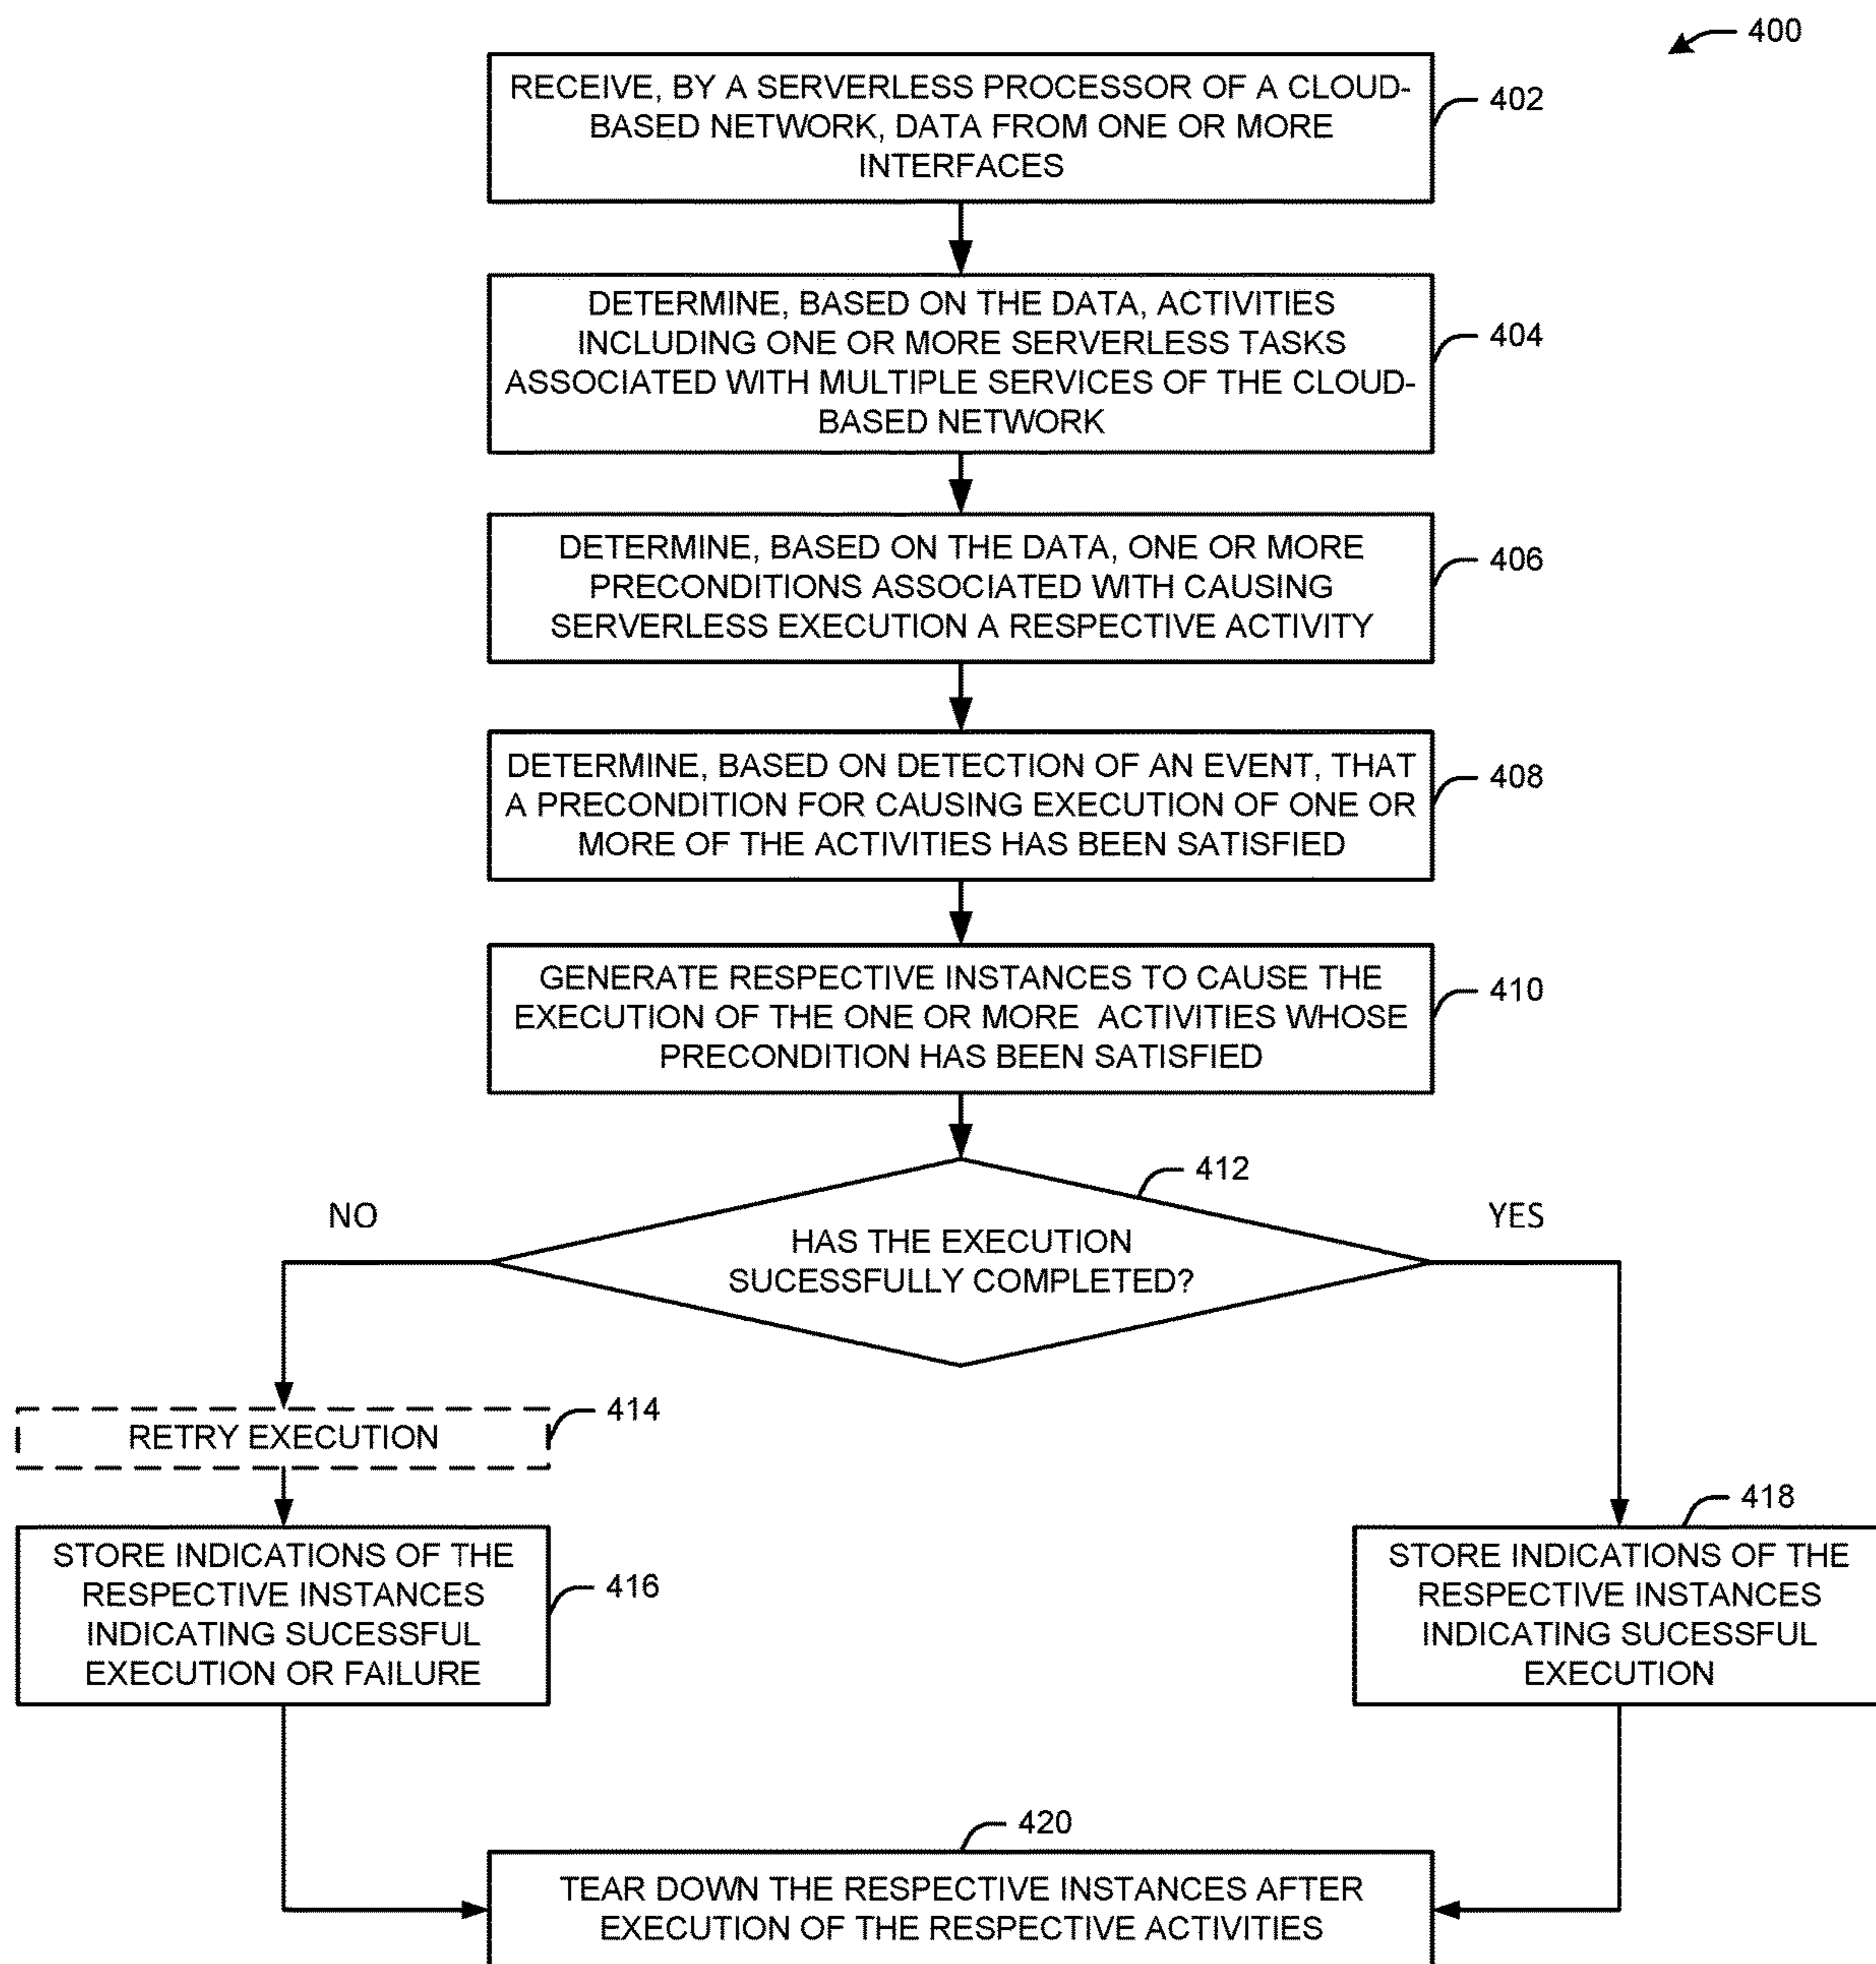 400
RECEIVE, BY A SERVERLESS PROCESSOR OF A CLOUD-
BASED NETWORK, DATA FROM ONE OR MORE
INTERFACES
402
DETERMINE, BASED ON THE DATA, ACTIVITIES
INCLUDING ONE OR MORE SERVERLESS TASKS
ASSOCIATED WITH MULTIPLE SERVICES OF THE CLOUD-
BASED NETWORK
404
DETERMINE, BASED ON THE DATA, ONE OR MORE
PRECONDITIONS ASSOCIATED WITH CAUSING
SERVERLESS EXECUTION A RESPECTIVE ACTIVITY
406
DETERMINE, BASED ON DETECTION OF AN EVENT, THAT
A PRECONDITION FOR CAUSING EXECUTION OF ONE OR
MORE OF THE ACTIVITIES HAS BEEN SATISFIED
408
GENERATE RESPECTIVE INSTANCES TO CAUSE THE
EXECUTION OF THE ONE OR MORE ACTIVITIES WHOSE
PRECONDITION HAS BEEN SATISFIED
410
412
NO
YES
HAS THE EXECUTION
SUCESSFULLY COMPLETED?
RETRY EXECUTION
414
STORE INDICATIONS OF THE
RESPECTIVE INSTANCES
INDICATING SUCESSFUL
EXECUTION OR FAILURE
416
418
STORE INDICATIONS OF THE
RESPECTIVE INSTANCES
INDICATING SUCESSFUL
EXECUTION
420
TEAR DOWN THE RESPECTIVE INSTANCES AFTER
EXECUTION OF THE RESPECTIVE ACTIVITIES